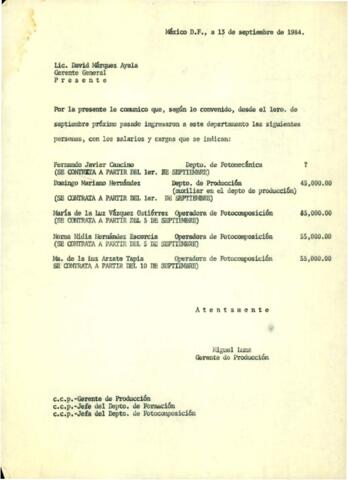 México D.F., a 13 de septiembre de 1984.
Lic. David Márquez Ayala
Gerente General
P r e s e n t e
Por la presente le comunico que, según lo convenido, desde el 1ero. de
septiembre próximo pasado ingresaron a este departamento las siguientes
personas, con los salarios y cargos que se indican:
Fernando Javier Cancino Depto. de Fotomecánica ?
(SE CONTRATA A PARTIR DEL 1er. DE SEPTIEMBRE)
Domingo Mariano Hernández Depto. de Producción 45,000.00
(auxiliar en el depto de producción)
(SE CONTRATA A PARTIR DEL 1er. DE SEPTIEMBRE)
María de la Luz Vázquez Gutiérrez Operadora de Fotocomposición ,000.00
(SE CONTRATA A PARTIR DEL 5 DE SEPTIEMBRE)
Norma Nidia Hernández Escorcia Operadora de Fotocomposición 55,000.00
(SE CONTRATA A PARTIR DEL 5 DE SEPTIEMBRE)
Ma. de la Luz Arzate Tapia Operadora de Fotocomposición 55,000.00
(SE CONTRATA A PARTIR DEL 10 DE SEPTIEMBRE)
A t e n t a m e n t e
Miguel Luna
Gerente de Producción
c.c.p.-Gerente de Producción
c.c.p.-Jefe del Depto. de Formación
c.c.p.-Jefa del Depto. de Fotocomposición